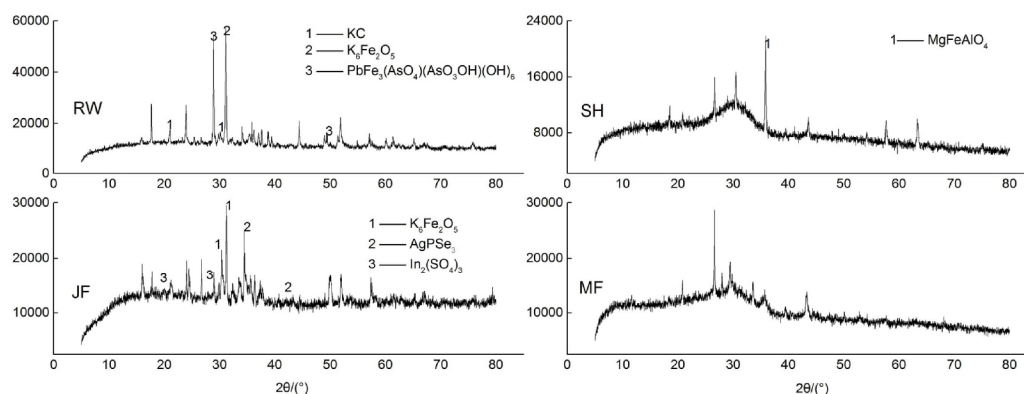 60000
40000
20000
0
3
2
1
1
3
RW
1 KC
2 K₆Fe₂O₅
3 PbFe₃(AsO₄)(AsO₃OH)(OH)₆
0 10 20 30 40 50 60 70 80
24000
16000
8000
1
SH
1 MgFeAlO₄
0 10 20 30 40 50 60 70 80
30000
20000
10000
3
3
1
1
2
2
JF
1 K₆Fe₂O₅
2 AgPSe₃
3 In₂(SO₄)₃
0 10 20 30 40 50 60 70 80
2θ/(°)
30000
20000
10000
MF
0 10 20 30 40 50 60 70 80
2θ/(°)